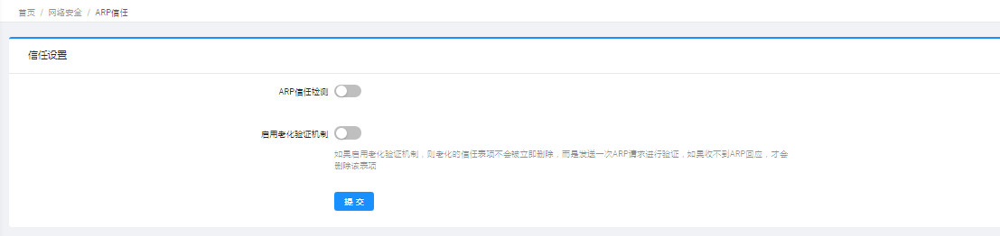 首页 / 网络安全 / ARP信任
信任设置
ARP信任检测
启用老化验证机制
如果启用老化验证机制，则老化的信任表项不会被立即删除，而是发送一次ARP请求进行验证，如果收不到ARP回应，才会
删除该表项
提 交